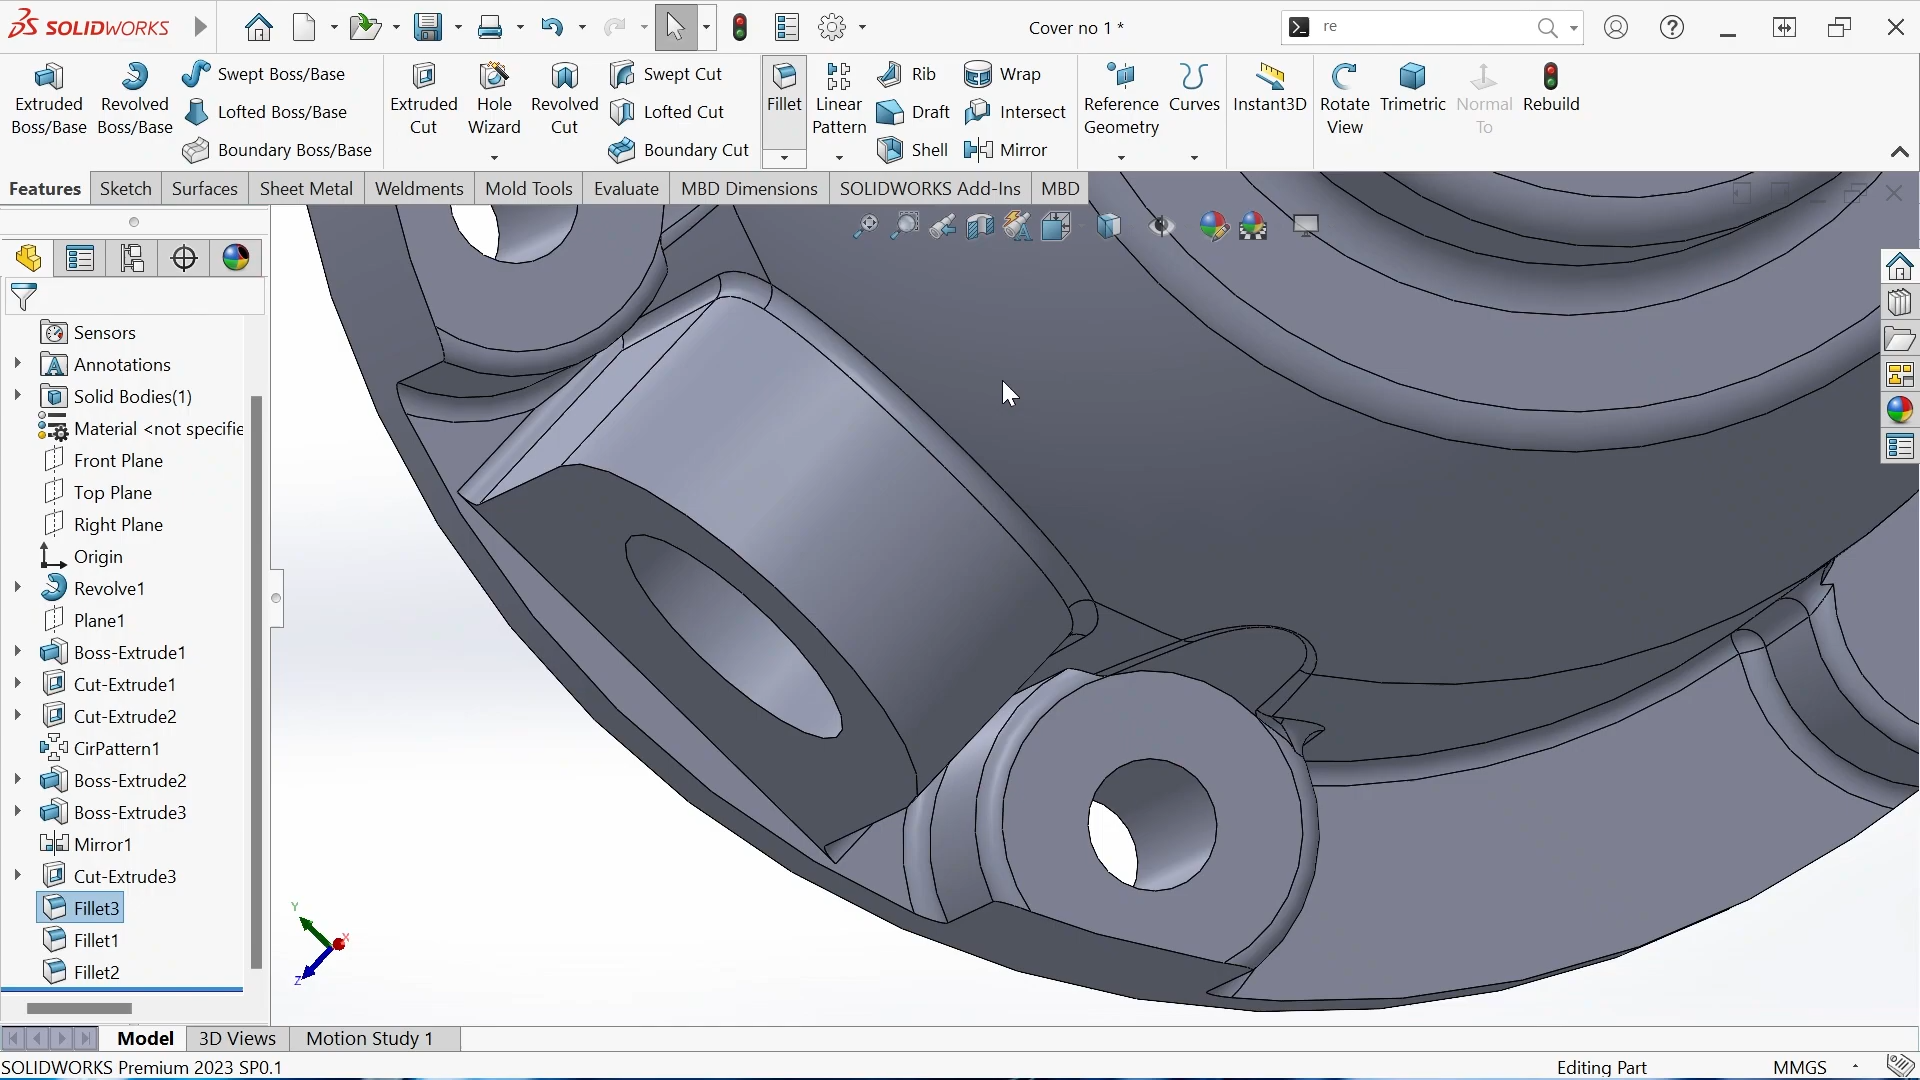 SOLIDWORKS
Cover no 1 *
re
Extruded Boss/Base
Revolved Boss/Base
Swept Boss/Base
Lofted Boss/Base
Boundary Boss/Base
Extruded Cut
Hole Wizard
Revolved Cut
Swept Cut
Lofted Cut
Boundary Cut
Fillet
Linear Pattern
Rib
Draft
Shell
Wrap
Intersect
Mirror
Reference Geometry
Curves
Instant3D
Rotate View
Trimetric
Normal To
Rebuild
Features
Sketch
Surfaces
Sheet Metal
Weldments
Mold Tools
Evaluate
MBD Dimensions
SOLIDWORKS Add-Ins
MBD
Sensors
Annotations
Solid Bodies(1)
Material <not specifie
Front Plane
Top Plane
Right Plane
Origin
Revolve1
Plane1
Boss-Extrude1
Cut-Extrude1
Cut-Extrude2
CirPattern1
Boss-Extrude2
Boss-Extrude3
Mirror1
Cut-Extrude3
Fillet3
Fillet1
Fillet2
Y
X
Z
Model
3D Views
Motion Study 1
SOLIDWORKS Premium 2023 SP0.1
Editing Part
MMGS